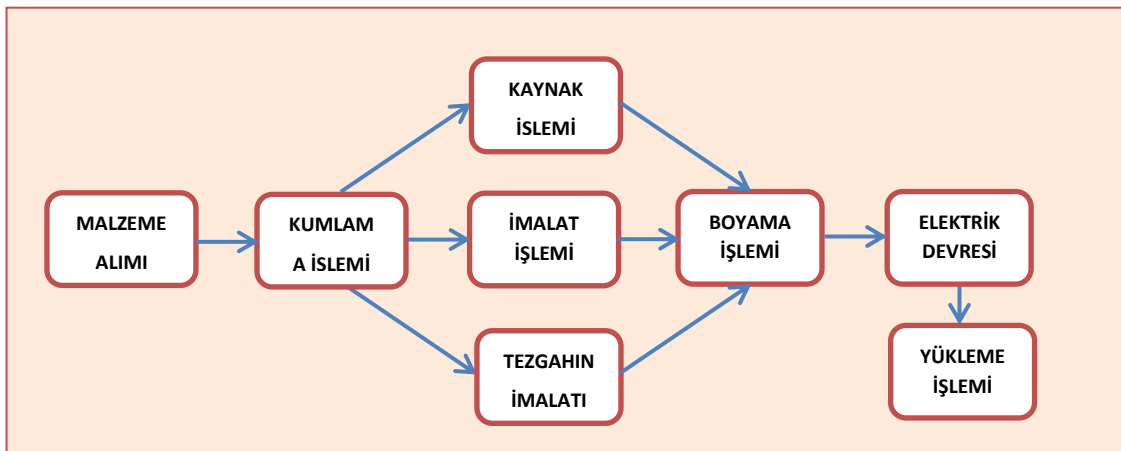 KAYNAK
İSLEMİ
MALZEME
ALIMI
KUMLAM
A İSLEMİ
İMALAT
İŞLEMİ
BOYAMA
İŞLEMİ
ELEKTRİK
DEVRESİ
TEZGAHIN
İMALATI
YÜKLEME
İŞLEMİ